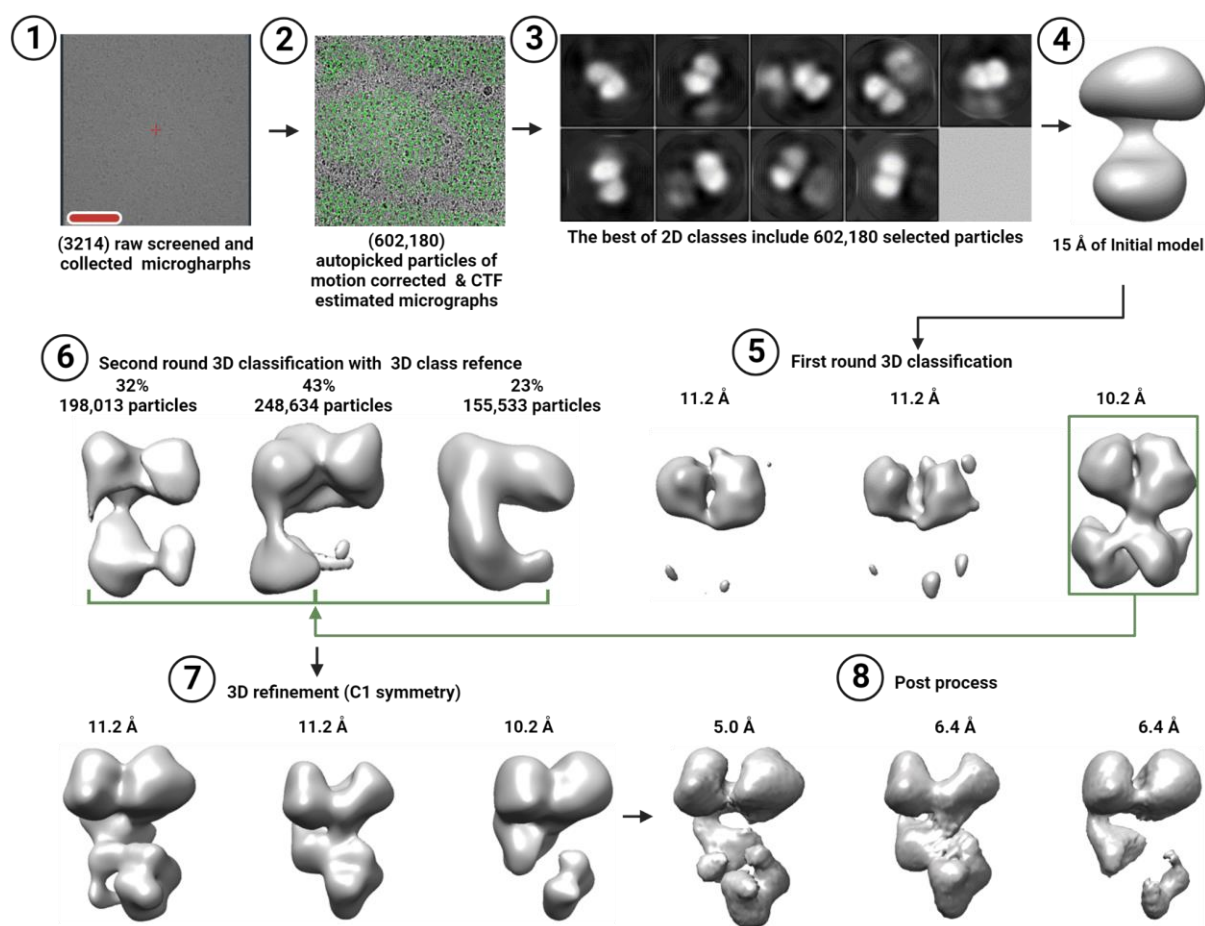 1
2
3
4
(3214) raw screened and
collected microgharphs
(602,180)
autopicked particles of
motion corrected & CTF
estimated micrographs
The best of 2D classes include 602,180 selected particles
15 Å of Initial model
5
First round 3D classification
11.2 Å
11.2 Å
10.2 Å
6
Second round 3D classification with 3D class refence
32%
198,013 particles
43%
248,634 particles
23%
155,533 particles
7
3D refinement (C1 symmetry)
11.2 Å
11.2 Å
10.2 Å
8
Post process
5.0 Å
6.4 Å
6.4 Å